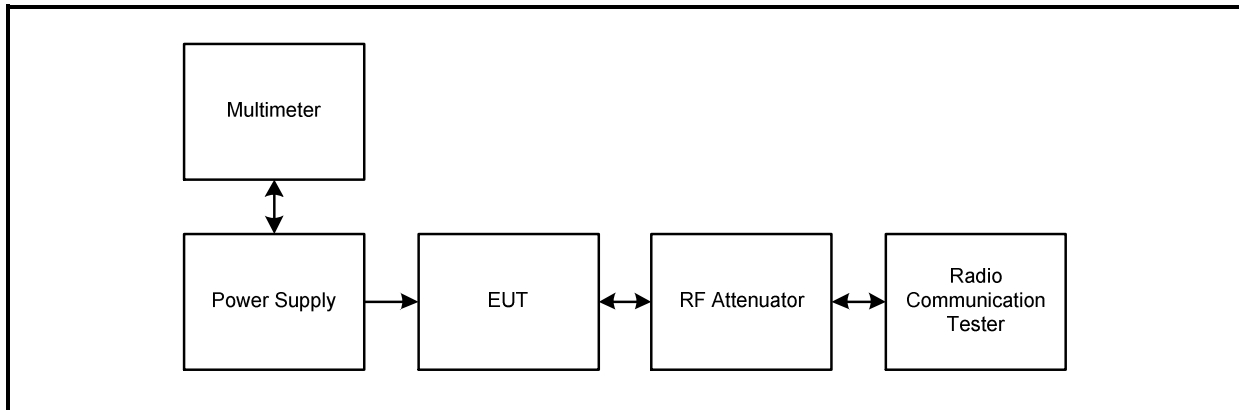 Multimeter
Power Supply
EUT
RF Attenuator
Radio
Communication
Tester